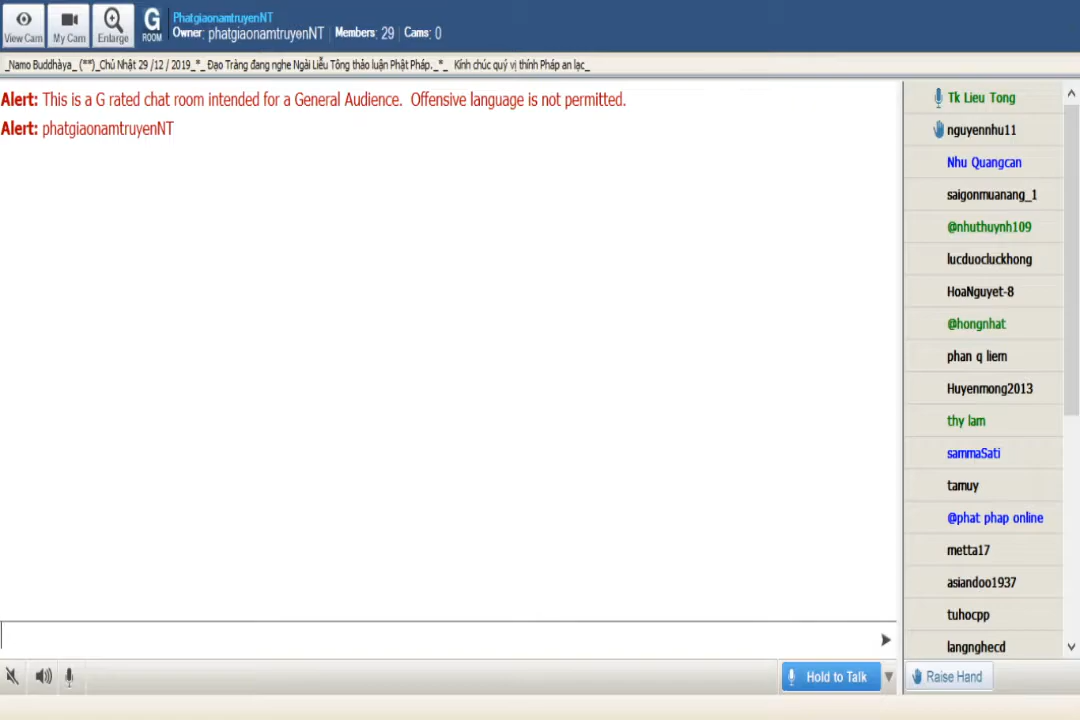 View Cam
My Cam
Enlarge
G
ROOM
PhatgiaonamtruyenNT
Owner: phatgiaonamtruyenNT | Members: 29 | Cams: 0
_Namo Buddhàya_ (**)_Chủ Nhật 29 /12 / 2019_*_ Đạo Tràng đang nghe Ngài Liễu Tông thảo luận Phật Pháp._*_ Kính chúc quý vị thính Pháp an lạc_
Alert: This is a G rated chat room intended for a General Audience. Offensive language is not permitted.
Alert: phatgiaonamtruyenNT
Tk Lieu Tong
nguyennhu11
Nhu Quangcan
saigonmuanang_1
@nhuthuynh109
lucduocluckhong
HoaNguyet-8
@hongnhat
phan q liem
Huyenmong2013
thy lam
sammaSati
tamuy
@phat phap online
metta17
asiandoo1937
tuhocpp
langnghecd
Hold to Talk
Raise Hand